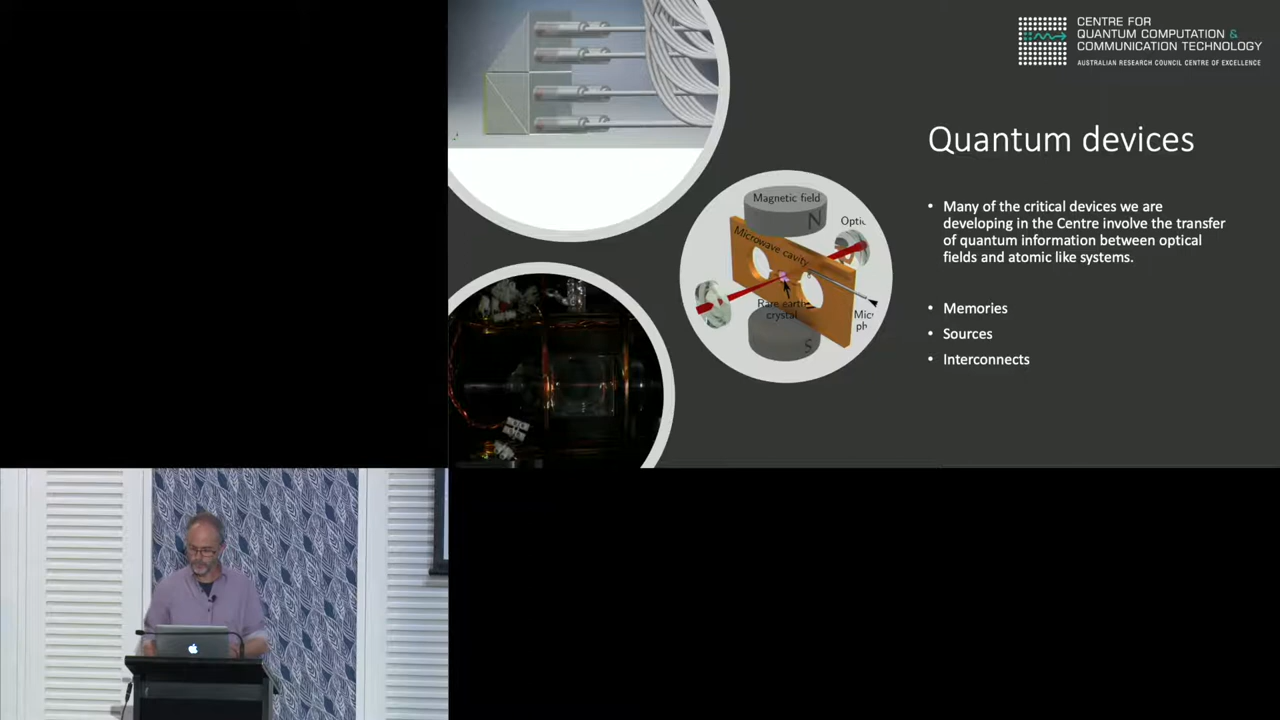 CENTRE FOR
QUANTUM COMPUTATION &
COMMUNICATION TECHNOLOGY
AUSTRALIAN RESEARCH COUNCIL CENTRE OF EXCELLENCE
Quantum devices
• Many of the critical devices we are
developing in the Centre involve the transfer
of quantum information between optical
fields and atomic like systems.
• Memories
• Sources
• Interconnects
Magnetic field
N
Microwave cavity
crystal
S